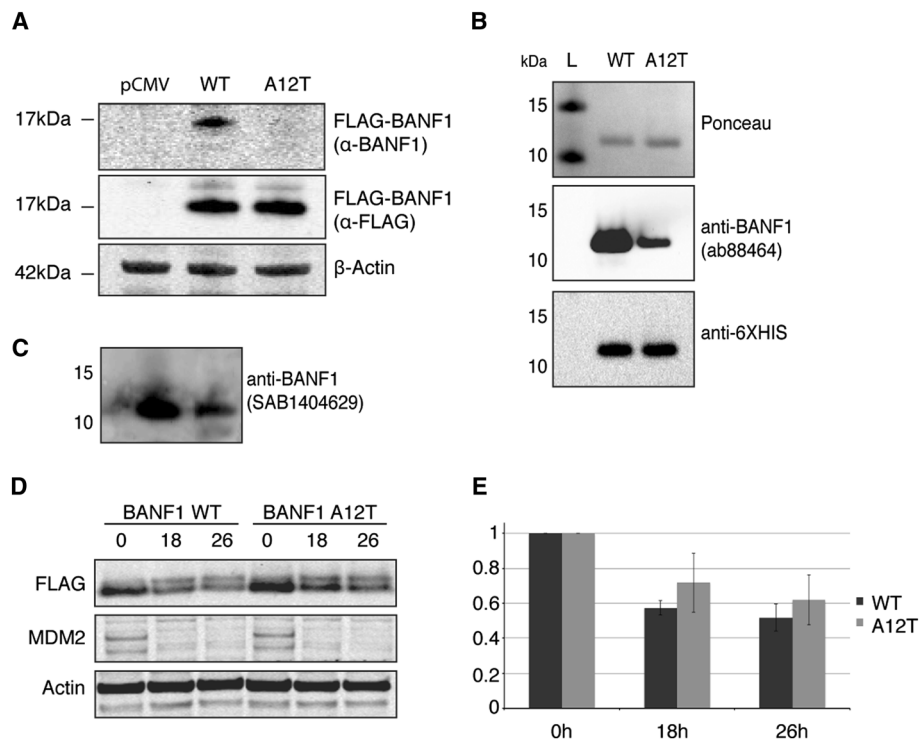 A
pCMV WT A12T
17kDa
FLAG-BANF1
(α-BANF1)
17kDa
FLAG-BANF1
(α-FLAG)
42kDa
β-Actin
B
kDa L WT A12T
15
10
Ponceau
15
10
anti-BANF1
(ab88464)
15
10
anti-6XHIS
C
15
10
anti-BANF1
(SAB1404629)
D
BANF1 WT BANF1 A12T
0 18 26 0 18 26
FLAG
MDM2
Actin
E
1
0.8
0.6
0.4
0.2
0
0h 18h 26h
WT
A12T